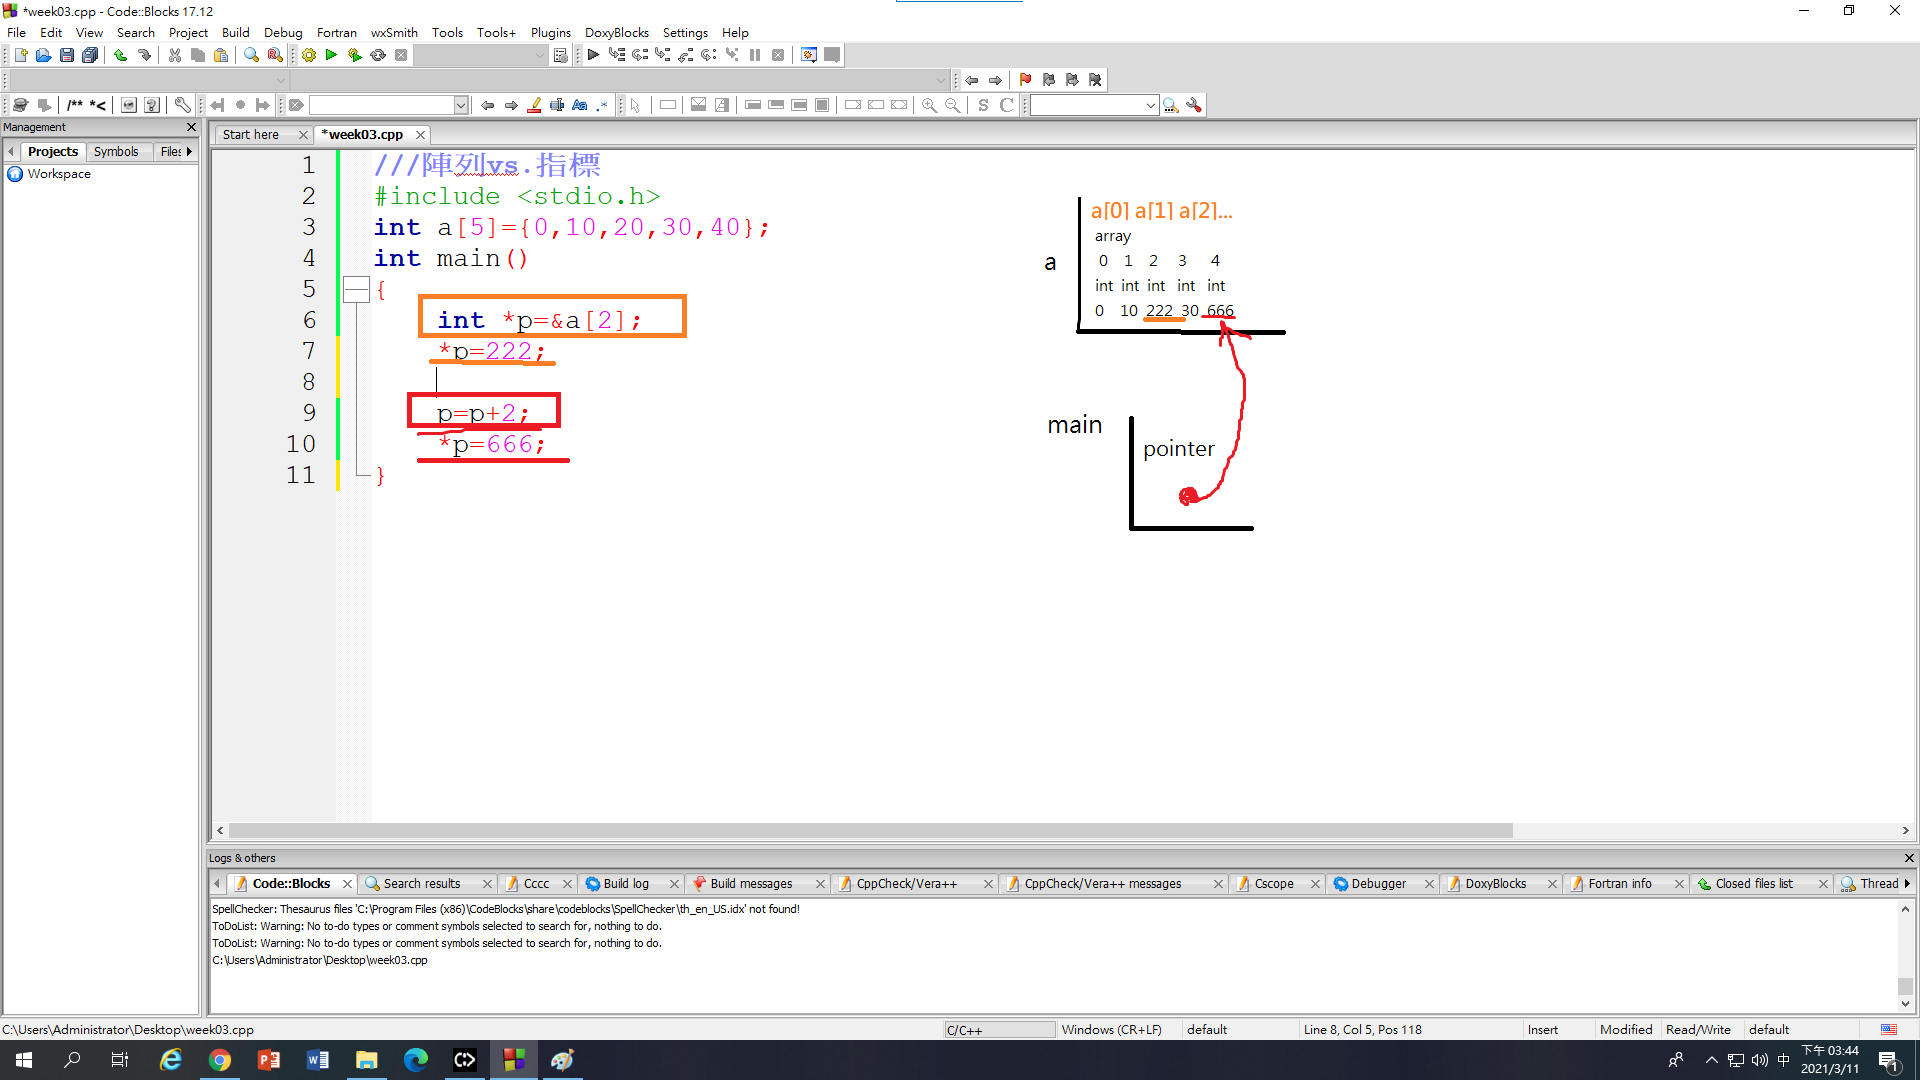 *week03.cpp - Code::Blocks 17.12
File Edit View Search Project Build Debug Fortran wxSmith Tools Tools+ Plugins DoxyBlocks Settings Help
/** *<
S C
Management
Projects Symbols Files
Workspace
Start here *week03.cpp
1 ///陣列vs.指標
2 #include <stdio.h>
3 int a[5]={0,10,20,30,40};
4 int main()
5 {
6 int *p=&a[2];
7 *p=222;
8
9 p=p+2;
10 *p=666;
11 }
a[0] a[1] a[2]...
array
a
0 1 2 3 4
int int int int int
0 10 222 30 666
main
pointer
Logs & others
Code::Blocks Search results Cccc Build log Build messages CppCheck/Vera++ CppCheck/Vera++ messages Cscope Debugger DoxyBlocks Fortran info Closed files list Thread
SpellChecker: Thesaurus files 'C:\Program Files (x86)\CodeBlocks\share\codeblocks\SpellChecker\th_en_US.idx' not found!
ToDoList: Warning: No to-do types or comment symbols selected to search for, nothing to do.
ToDoList: Warning: No to-do types or comment symbols selected to search for, nothing to do.
C:\Users\Administrator\Desktop\week03.cpp
C:\Users\Administrator\Desktop\week03.cpp C/C++ Windows (CR+LF) default Line 8, Col 5, Pos 118 Insert Modified Read/Write default
中 下午 03:44
2021/3/11 1